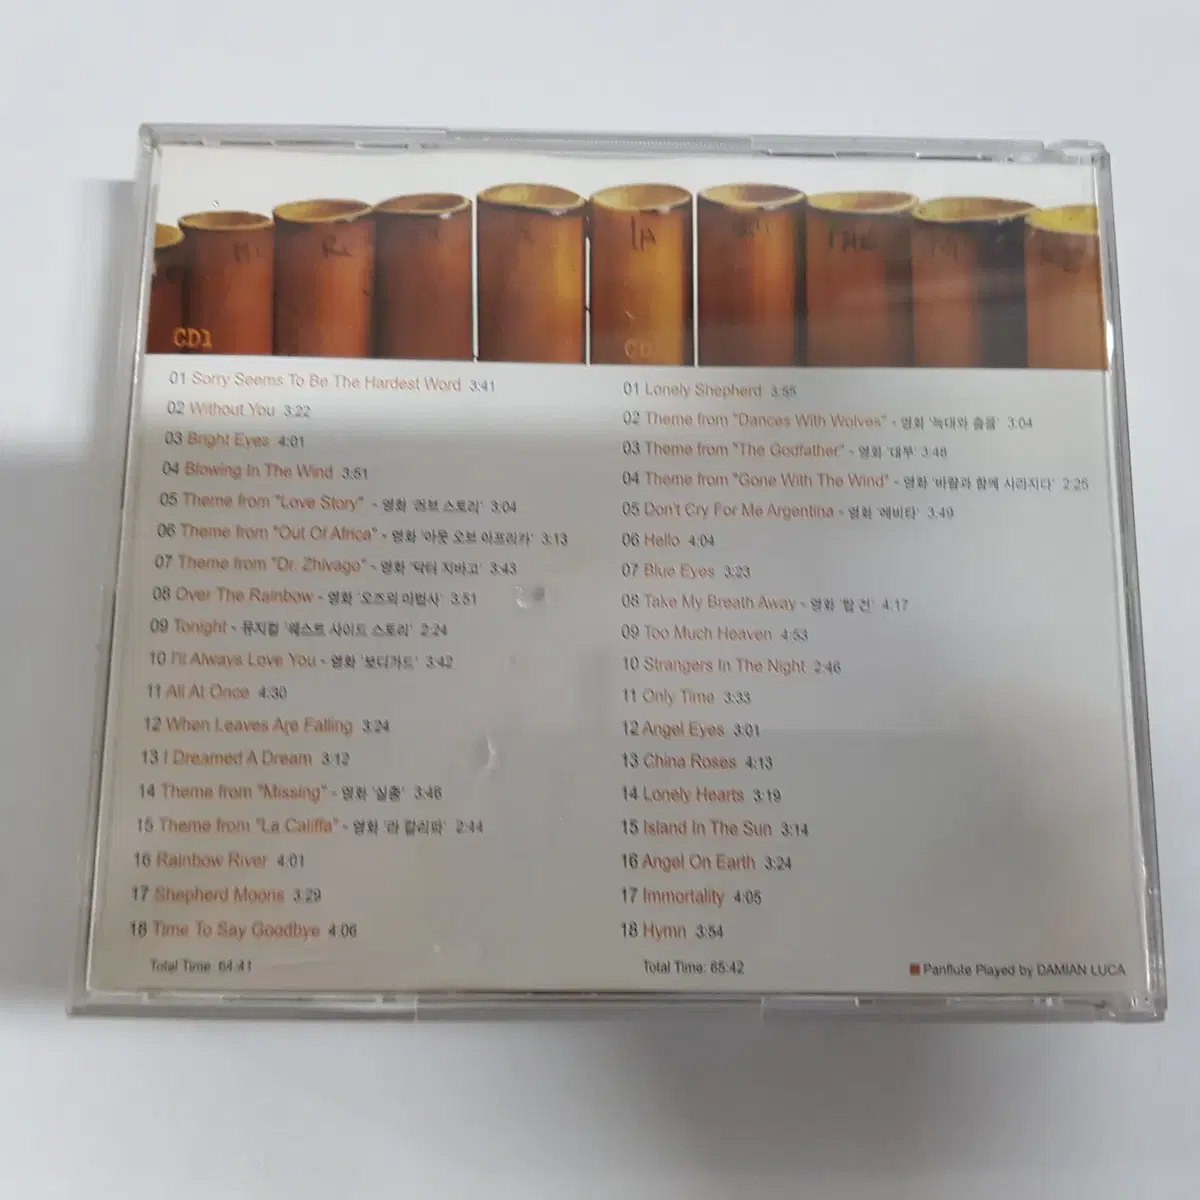 CD1
01 Sorry Seems To Be The Hardest Word 3:41
02 Without You 3:22
03 Bright Eyes 4:01
04 Blowing In The Wind 3:51
05 Theme from "Love Story" - 영화 '러브 스토리' 3:04
06 Theme from "Out Of Africa" - 영화 '아웃 오브 아프리카' 3:13
07 Theme from "Dr. Zhivago" - 영화 '닥터 지바고' 3:43
08 Over The Rainbow - 영화 '오즈의 마법사' 3:51
09 Tonight - 뮤지컬 '웨스트 사이드 스토리' 2:24
10 I'll Always Love You - 영화 '보디가드' 3:42
11 All At Once 4:30
12 When Leaves Are Falling 3:24
13 I Dreamed A Dream 3:12
14 Theme from "Missing" - 영화 '실종' 3:46
15 Theme from "La Califfa" - 영화 '라 칼리파' 2:44
16 Rainbow River 4:01
17 Shepherd Moons 3:29
18 Time To Say Goodbye 4:06
Total Time: 64:41
CD
01 Lonely Shepherd 3:55
02 Theme from "Dances With Wolves" - 영화 '늑대와 춤을' 3:04
03 Theme from "The Godfather" - 영화 '대부' 3:48
04 Theme from "Gone With The Wind" - 영화 '바람과 함께 사라지다' 2:25
05 Don't Cry For Me Argentina - 영화 '에비타' 3:49
06 Hello 4:04
07 Blue Eyes 3:23
08 Take My Breath Away - 영화 '탑 건' 4:17
09 Too Much Heaven 4:53
10 Strangers In The Night 2:46
11 Only Time 3:33
12 Angel Eyes 3:01
13 China Roses 4:13
14 Lonely Hearts 3:19
15 Island In The Sun 3:14
16 Angel On Earth 3:24
17 Immortality 4:05
18 Hymn 3:54
Total Time: 65:42
Panflute Played by DAMIAN LUCA